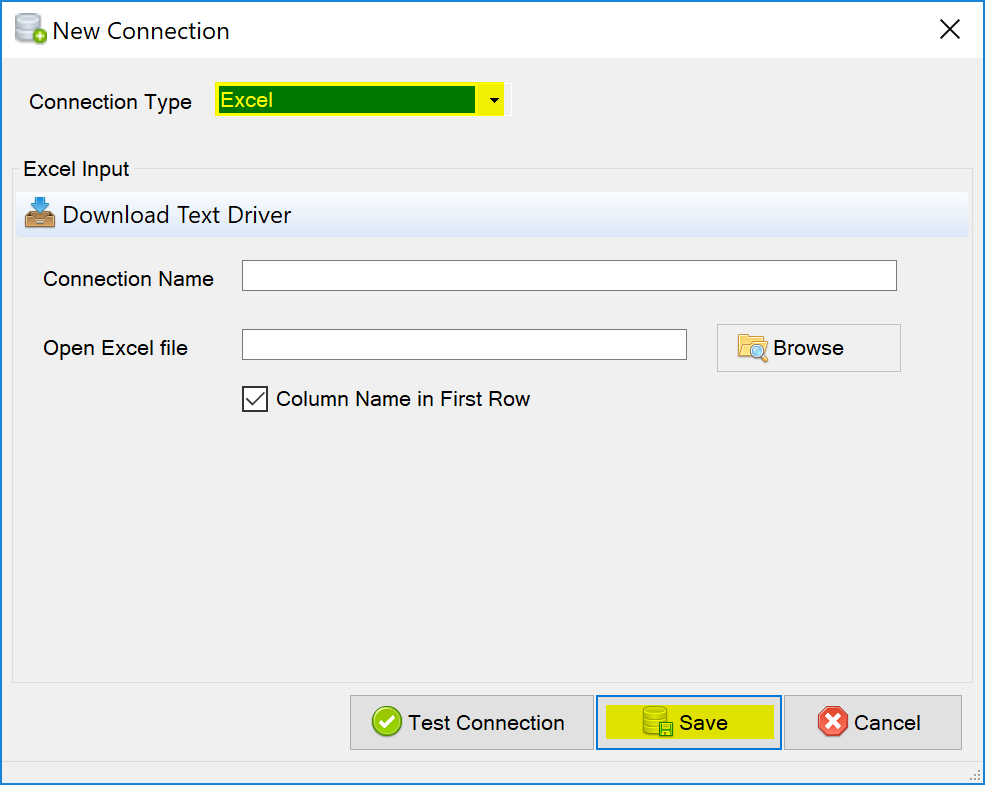 New Connection
Connection Type Excel
Excel Input
Download Text Driver
Connection Name
Open Excel file Browse
Column Name in First Row
Test Connection Save Cancel